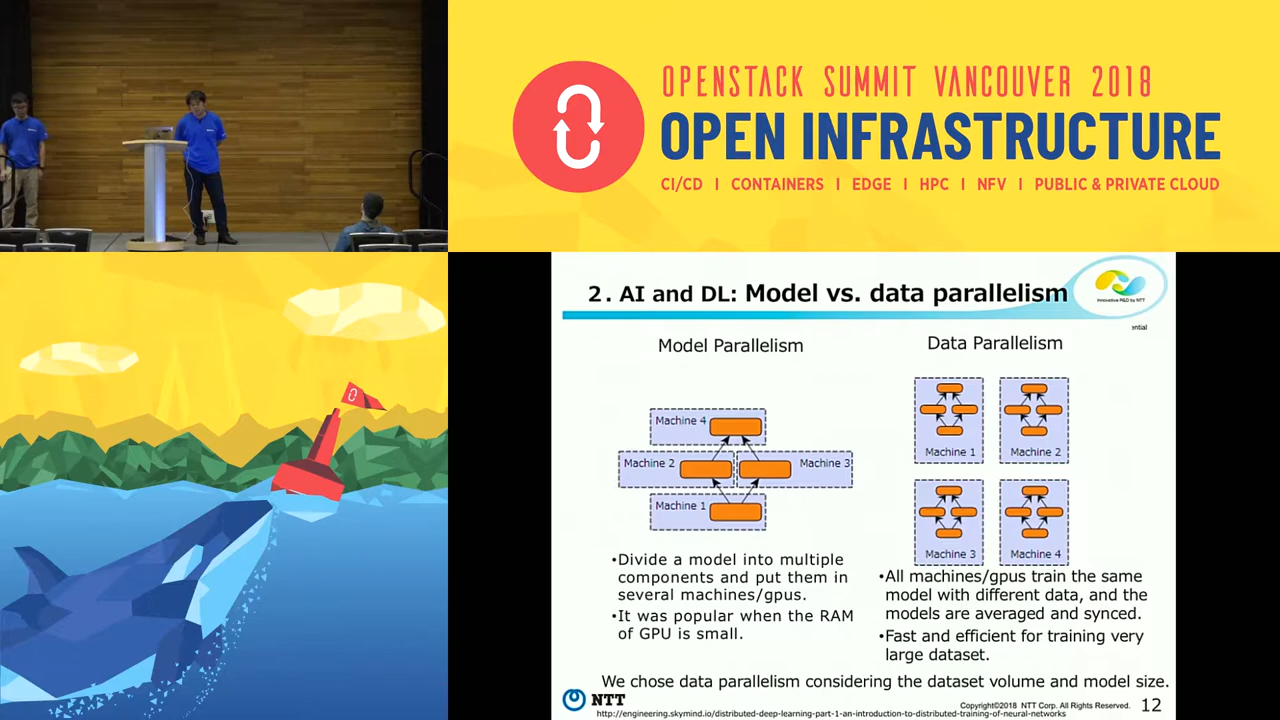 OPENSTACK SUMMIT VANCOUVER 2018
OPEN INFRASTRUCTURE
CI/CD | CONTAINERS | EDGE | HPC | NFV | PUBLIC & PRIVATE CLOUD
2. AI and DL: Model vs. data parallelism
Innovative R&D by NTT
ential
Model Parallelism
Machine 4
Machine 2
Machine 3
Machine 1
•Divide a model into multiple
components and put them in
several machines/gpus.
•It was popular when the RAM
of GPU is small.
Data Parallelism
Machine 1
Machine 2
Machine 3
Machine 4
•All machines/gpus train the same
model with different data, and the
models are averaged and synced.
•Fast and efficient for training very
large dataset.
We chose data parallelism considering the dataset volume and model size.
NTT
Copyright©2018 NTT Corp. All Rights Reserved.
12
http://engineering.skymind.io/distributed-deep-learning-part-1-an-introduction-to-distributed-training-of-neural-networks